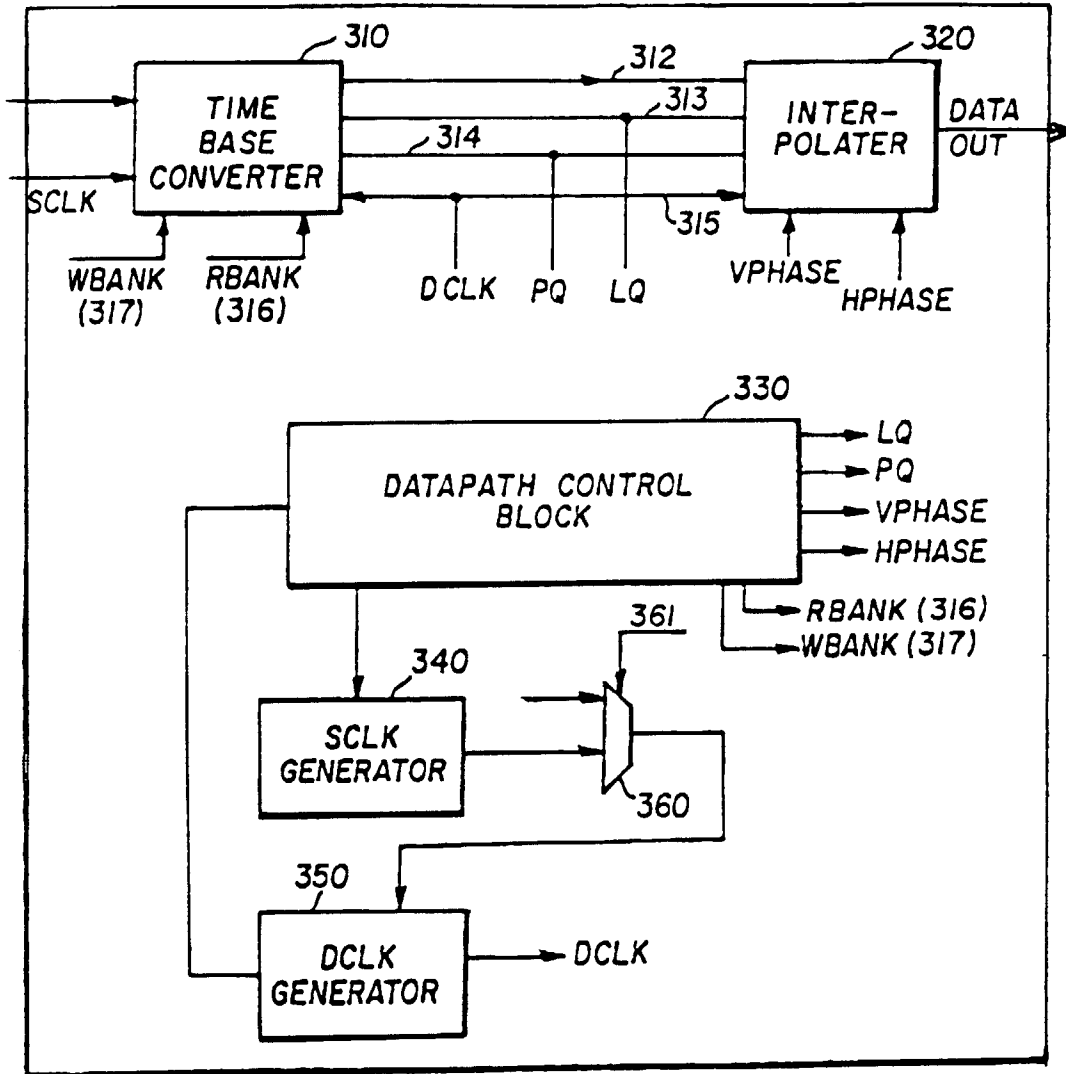 310
320
TIME
BASE
CONVERTER
312
313
314
315
INTER-
POLATER
DATA
OUT
SCLK
WBANK
(317)
RBANK
(316)
DCLK
PQ
LQ
VPHASE
HPHASE
330
DATAPATH CONTROL
BLOCK
LQ
PQ
VPHASE
HPHASE
RBANK (316)
WBANK (317)
361
340
SCLK
GENERATOR
360
350
DCLK
GENERATOR
DCLK